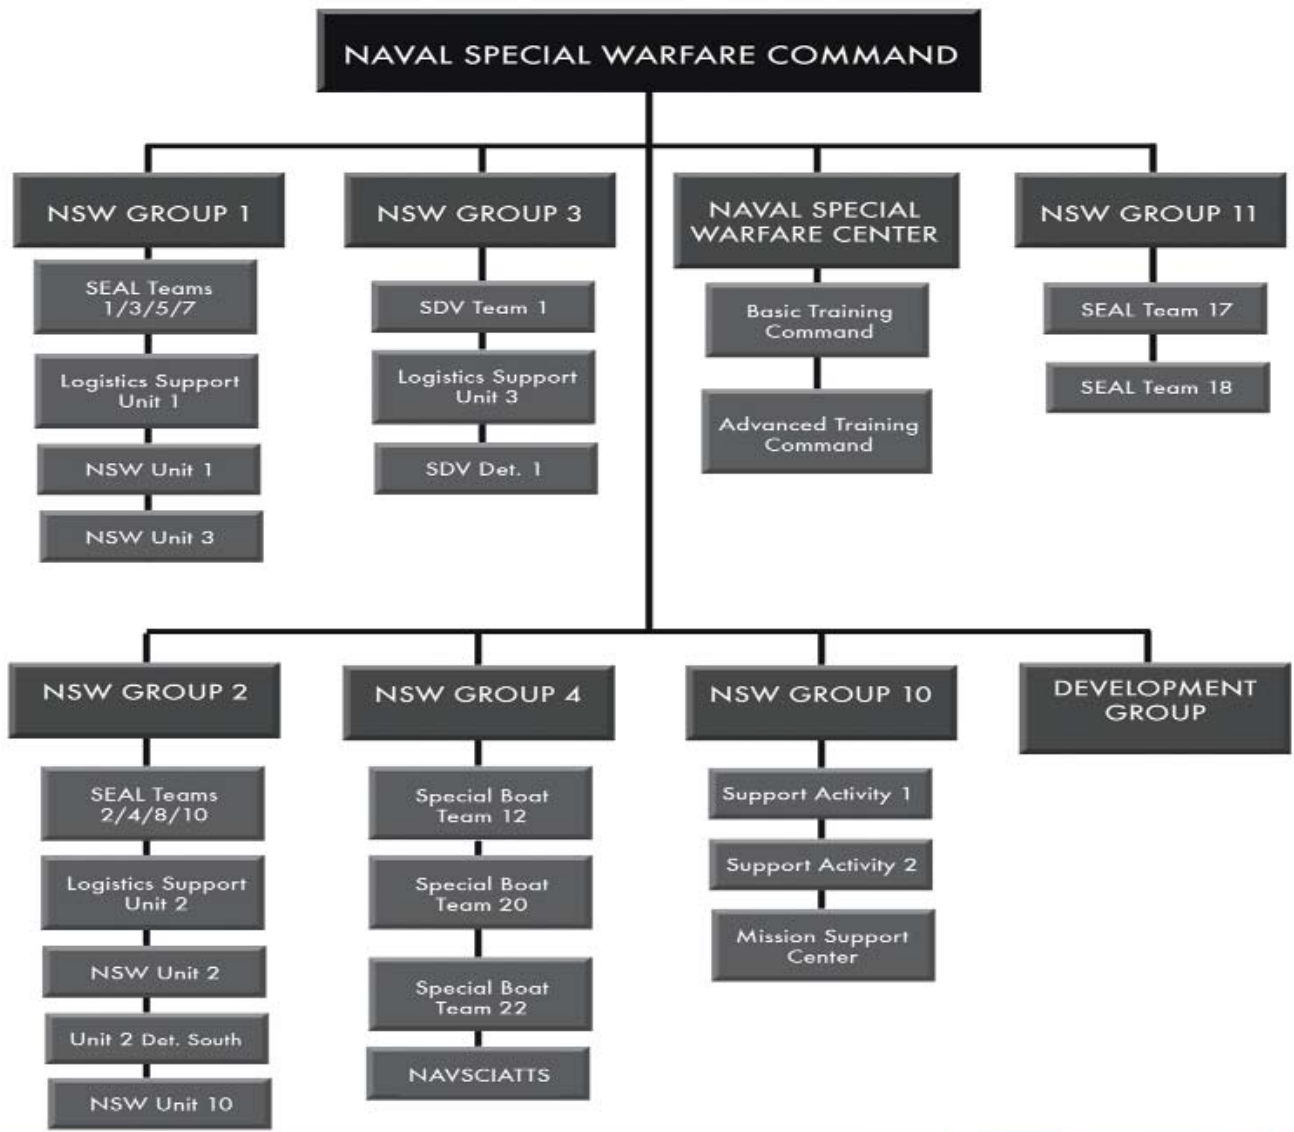 NAVAL SPECIAL WARFARE COMMAND
NSW GROUP 1
SEAL Teams
1/3/5/7
Logistics Support
Unit 1
NSW Unit 1
NSW Unit 3
NSW GROUP 3
SDV Team 1
Logistics Support
Unit 3
SDV Det. 1
NAVAL SPECIAL
WARFARE CENTER
Basic Training
Command
Advanced Training
Command
NSW GROUP 11
SEAL Team 17
SEAL Team 18
NSW GROUP 2
SEAL Teams
2/4/8/10
Logistics Support
Unit 2
NSW Unit 2
Unit 2 Det. South
NSW Unit 10
NSW GROUP 4
Special Boat
Team 12
Special Boat
Team 20
Special Boat
Team 22
NAVSCIATTS
NSW GROUP 10
Support Activity 1
Support Activity 2
Mission Support
Center
DEVELOPMENT
GROUP